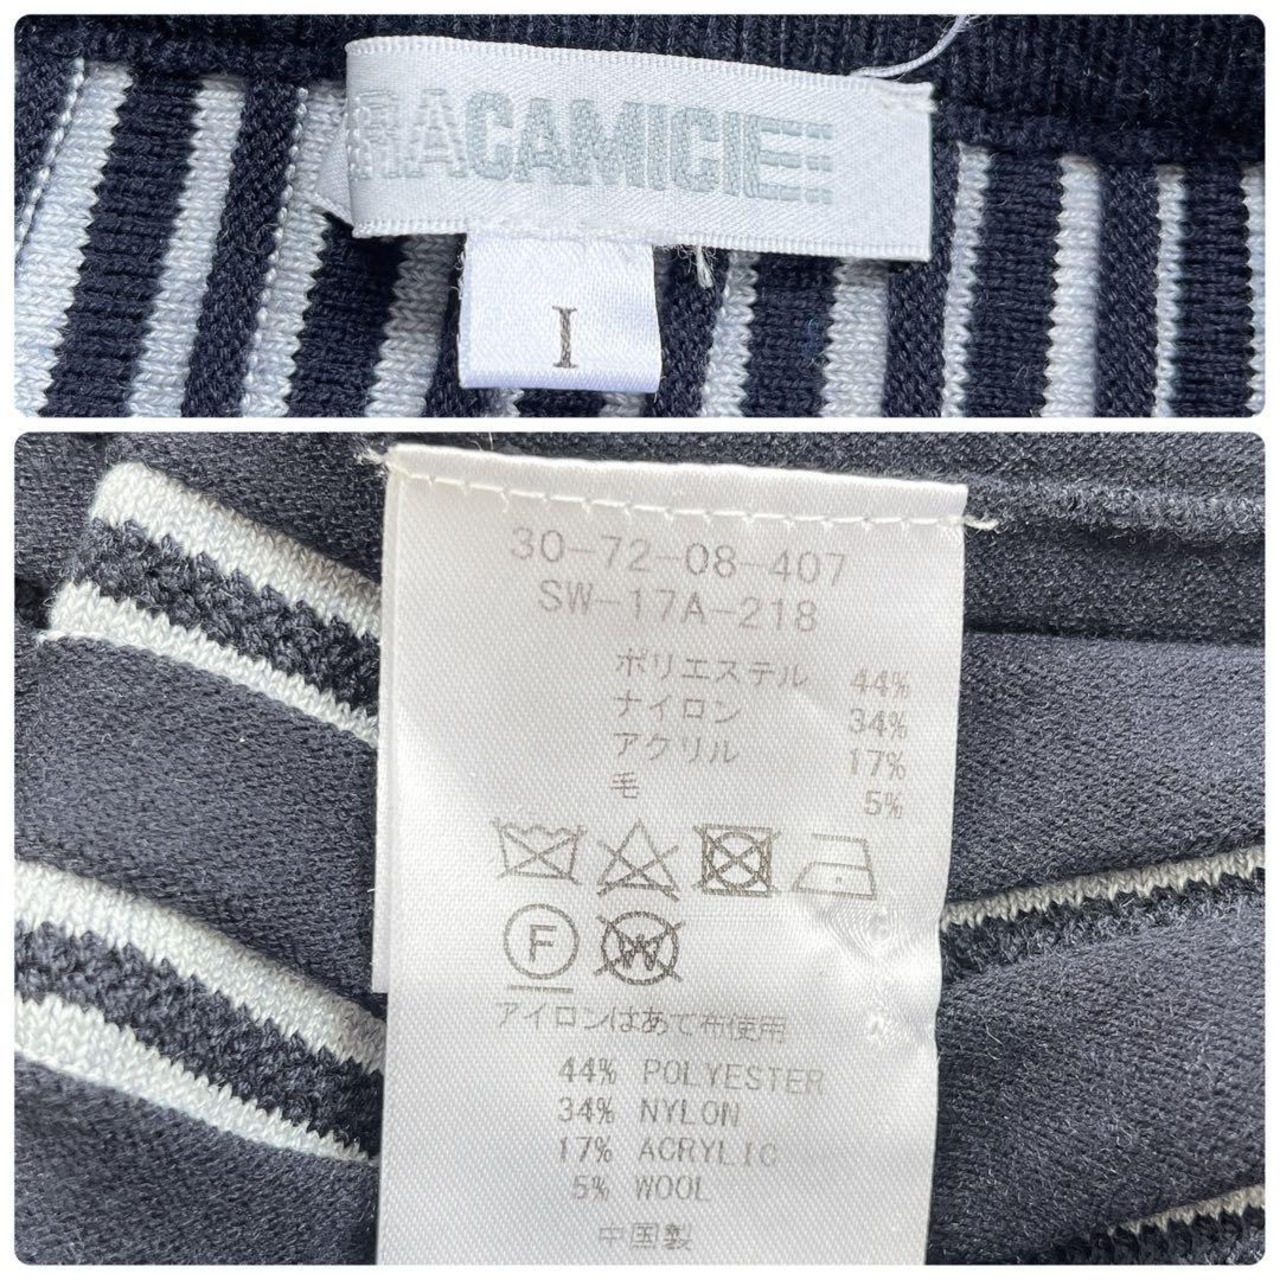 RACAMICIE
I
30-72-08-407
SW-17A-218
ポリエステル 44%
ナイロン 34%
アクリル 17%
毛 5%
F W
アイロンはあて布使用
44% POLYESTER
34% NYLON
17% ACRYLIC
5% WOOL
中国製